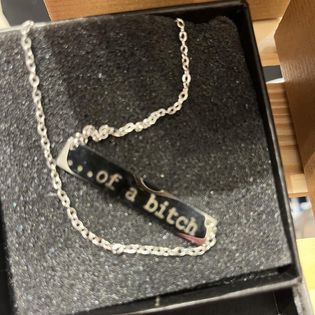 ...of a bitch